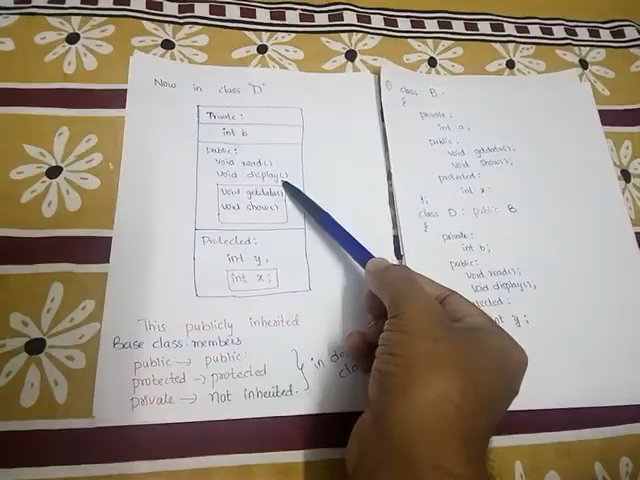 Now in class "D"
Private:
int b
Public:
void read();
void display()
void getdata()
void show()
Protected:
int y,
int x;
This publicly inherited
Base class members
public → public
protected → protected
private → not inherited.
} in
class B.
{
private:
int a,
public:
void getdata();
void show();
protected:
int x
};
class D: public B
{
private:
int b;
public:
void read();
void display();
y;